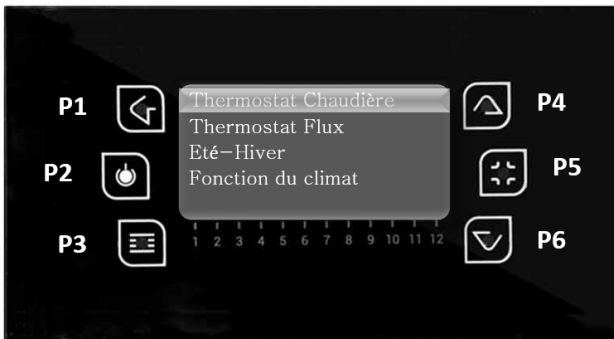 Thermostat Chaudière
P1
P4
Thermostat Flux
Eté-Hiver
P2
Fonction du climat
P5
P3
1 2 3 4 5 6 7 8 9 10 11 12
P6